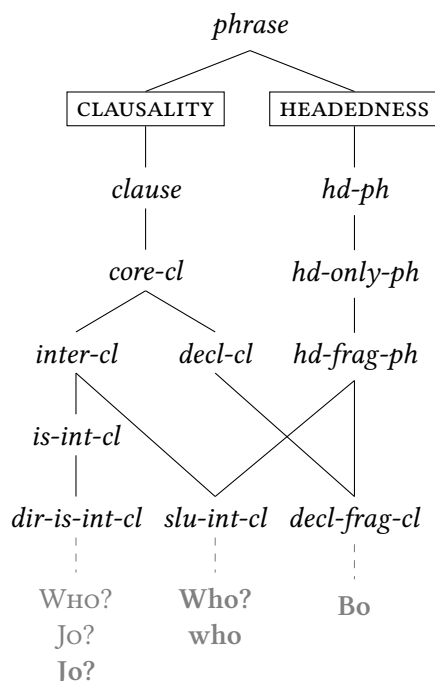 phrase
CLAUSALITY HEADEDNESS
clause hd-ph
core-cl hd-only-ph
inter-cl decl-cl hd-frag-ph
is-int-cl
dir-is-int-cl slu-int-cl decl-frag-cl
WHO? Who? Bo
JO? who
Jo?